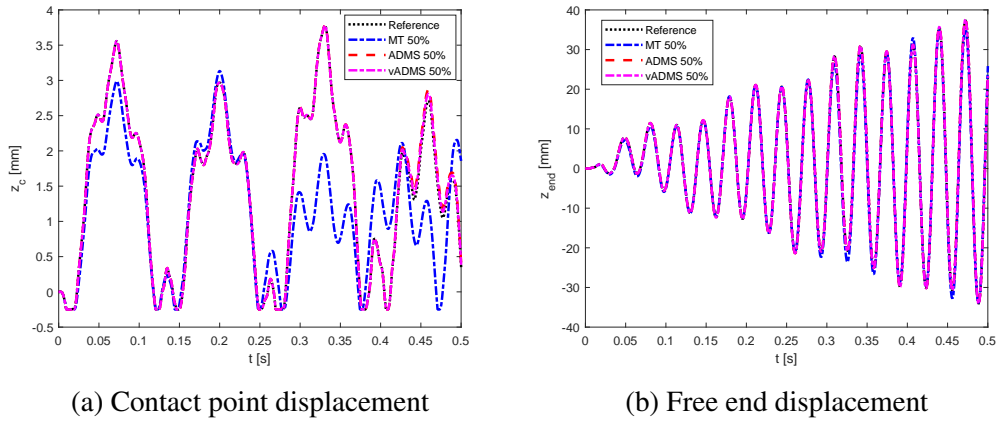 4
3.5
3
2.5
2
1.5
1
0.5
0
-0.5
z_c [mm]
0 0.05 0.1 0.15 0.2 0.25 0.3 0.35 0.4 0.45 0.5
t [s]
Reference
MT 50%
ADMS 50%
vADMS 50%
(a) Contact point displacement
40
30
20
10
0
-10
-20
-30
-40
z_end [mm]
0 0.05 0.1 0.15 0.2 0.25 0.3 0.35 0.4 0.45 0.5
t [s]
Reference
MT 50%
ADMS 50%
vADMS 50%
(b) Free end displacement